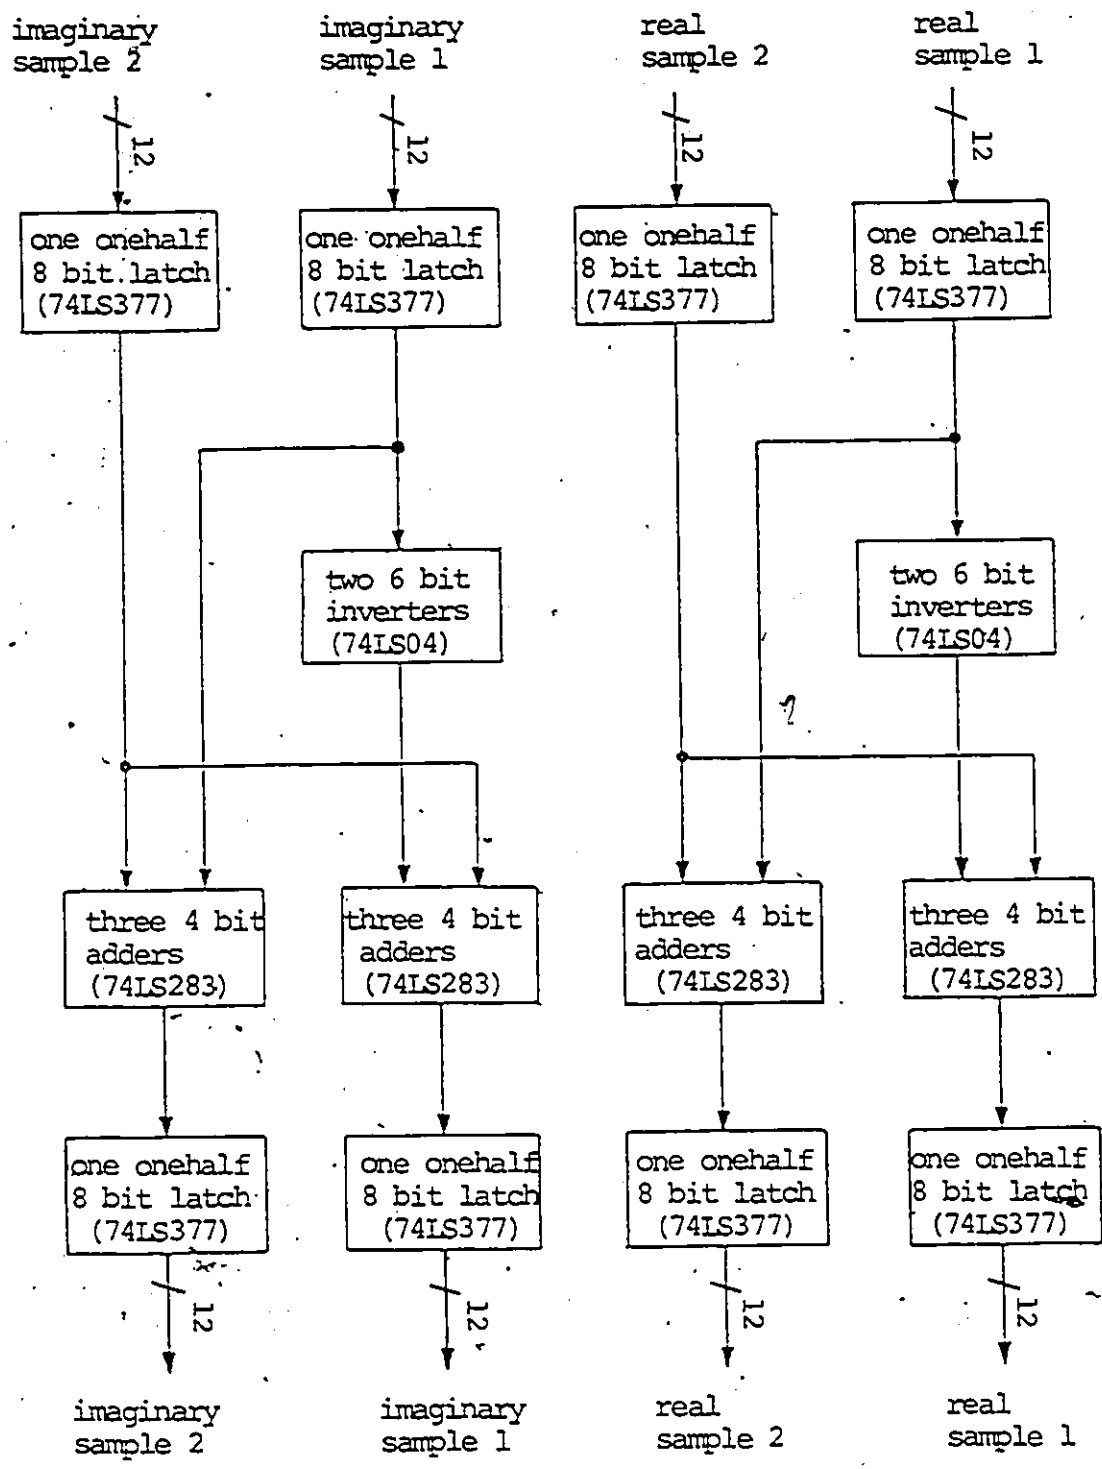 imaginary
sample 2
imaginary
sample 1
real
sample 2
real
sample 1
12
12
12
12
one onehalf
8 bit latch
(74LS377)
one onehalf
8 bit latch
(74LS377)
one onehalf
8 bit latch
(74LS377)
one onehalf
8 bit latch
(74LS377)
two 6 bit
inverters
(74LS04)
two 6 bit
inverters
(74LS04)
three 4 bit
adders
(74LS283)
three 4 bit
adders
(74LS283)
three 4 bit
adders
(74LS283)
three 4 bit
adders
(74LS283)
one onehalf
8 bit latch
(74LS377)
one onehalf
8 bit latch
(74LS377)
one onehalf
8 bit latch
(74LS377)
one onehalf
8 bit latch
(74LS377)
12
12
12
12
imaginary
sample 2
imaginary
sample 1
real
sample 2
real
sample 1